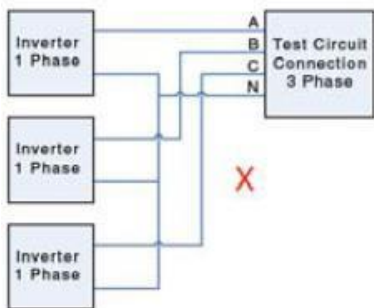 Inverter
1 Phase
A
B
C
N
Test Circuit
Connection
3 Phase
Inverter
1 Phase
X
Inverter
1 Phase